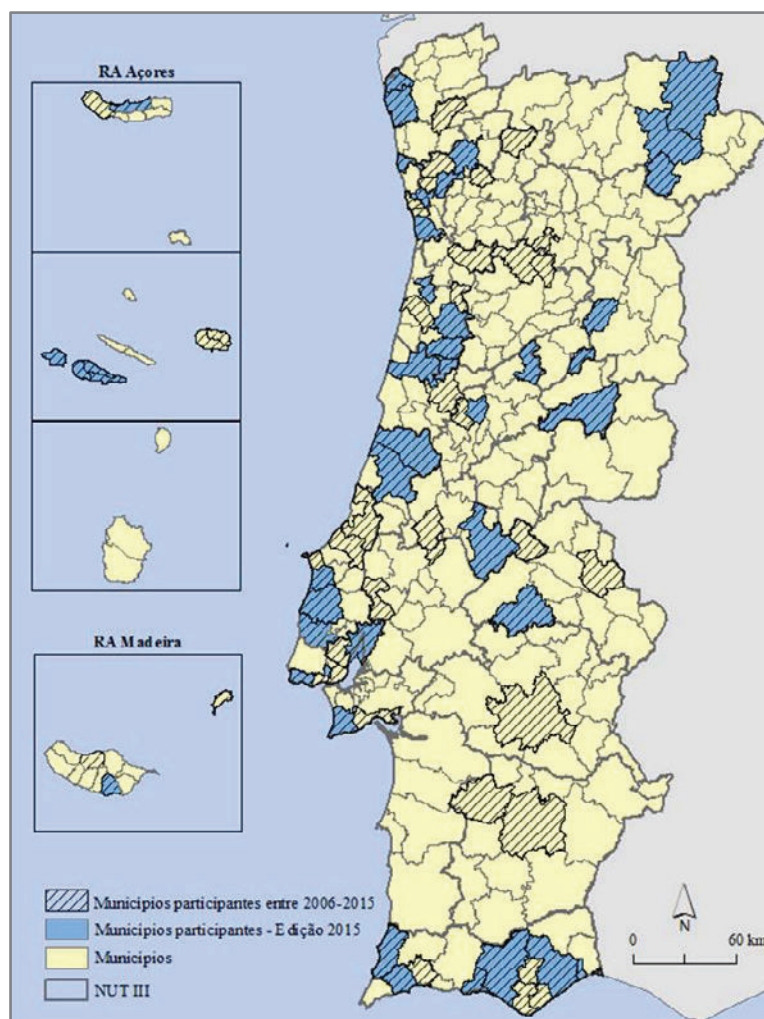 RA Açores
RA Madeira
Municípios participantes entre 2006-2015
Municípios participantes - Edição 2015
Municípios
NUT III
N
0 60 km